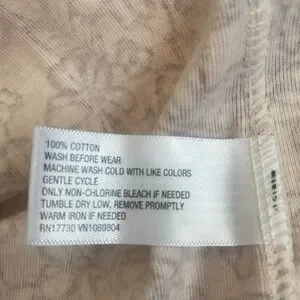 100% COTTON
WASH BEFORE WEAR
MACHINE WASH COLD WITH LIKE COLORS
GENTLE CYCLE
ONLY NON-CHLORINE BLEACH IF NEEDED
TUMBLE DRY LOW, REMOVE PROMPTLY
WARM IRON IF NEEDED
RN17730 VN1069804